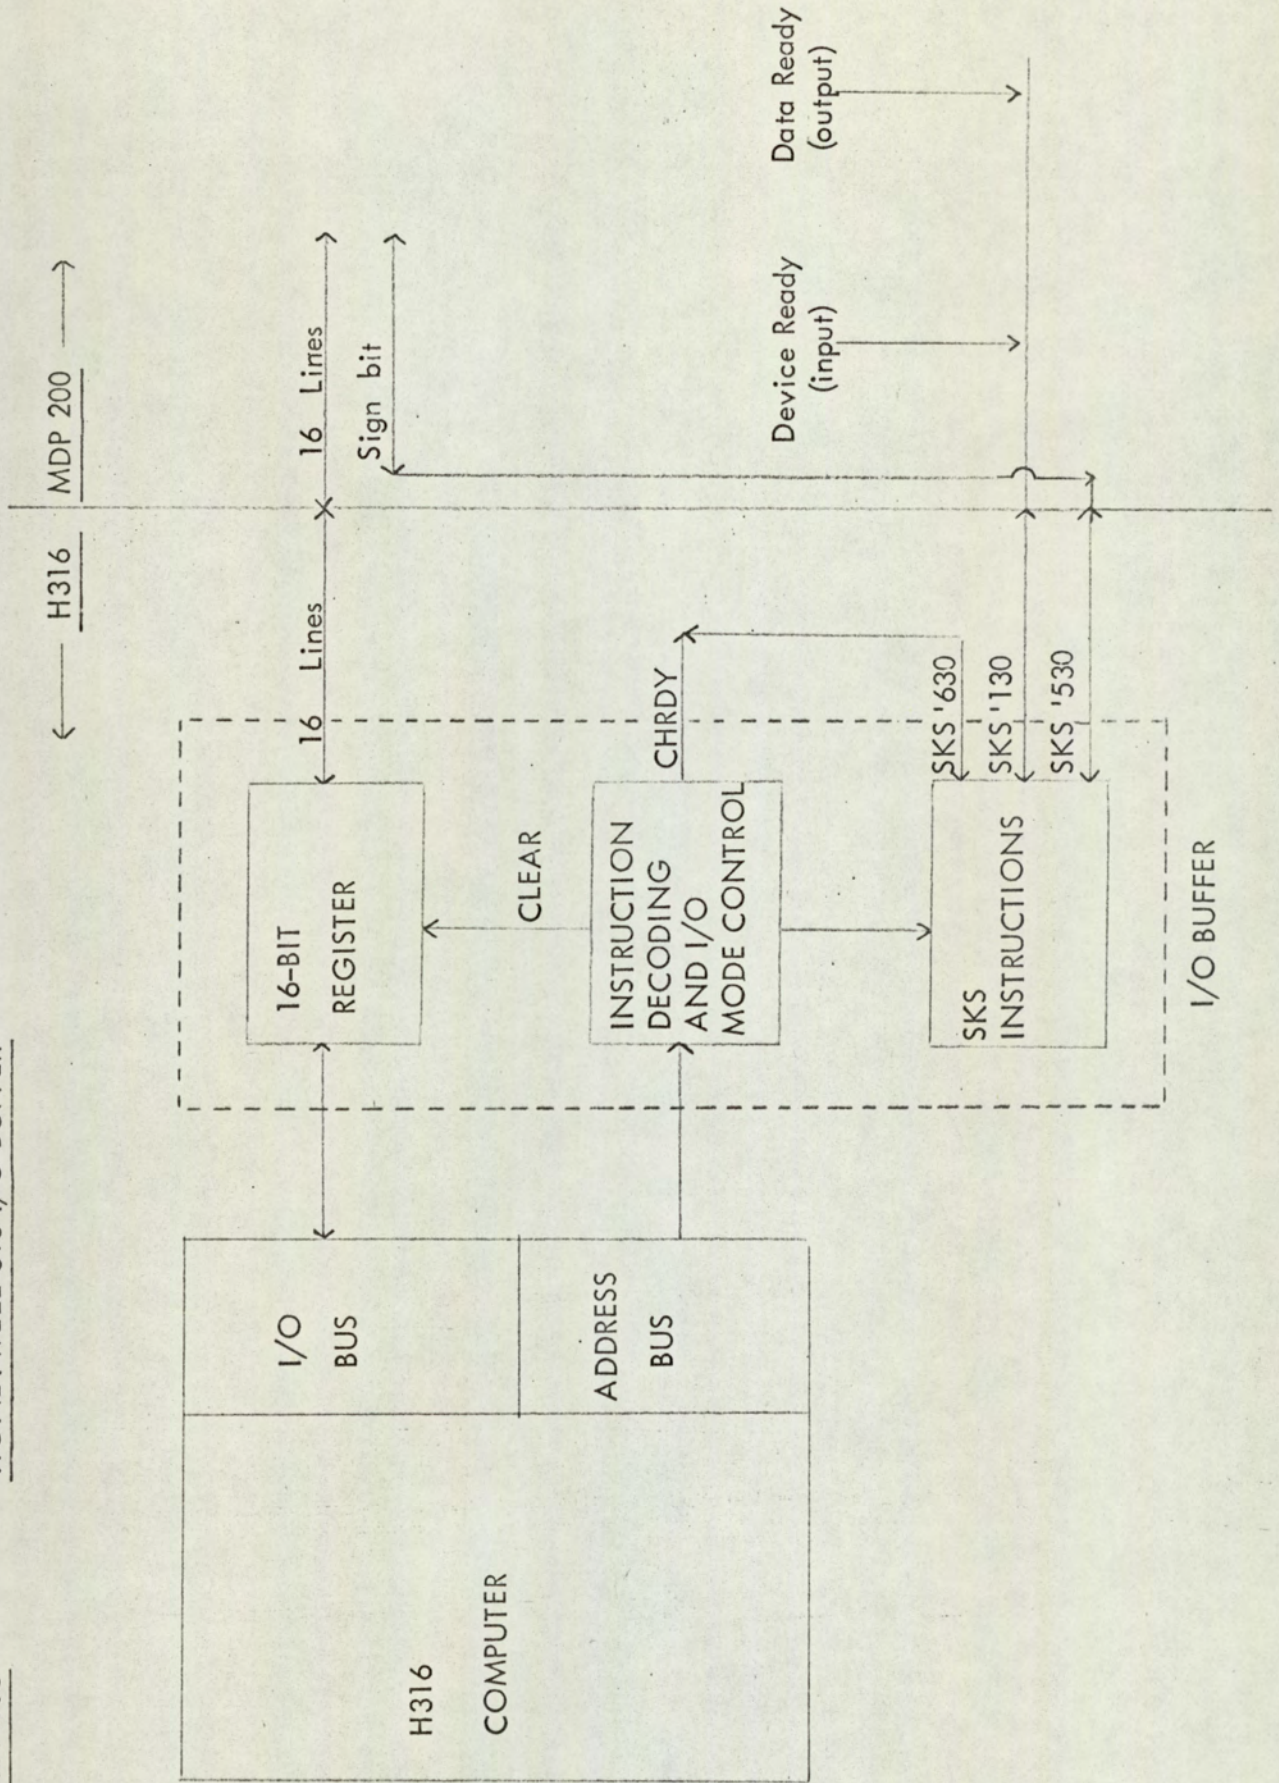 H316
MDP 200
16 Lines
16 Lines
Sign bit
H316
COMPUTER
I/O
BUS
ADDRESS
BUS
16-BIT
REGISTER
CLEAR
INSTRUCTION
DECODING
AND I/O
MODE CONTROL
CHRDY
SKS
INSTRUCTIONS
SKS '630
SKS '130
SKS '530
Device Ready
(input)
Data Ready
(output)
I/O BUFFER